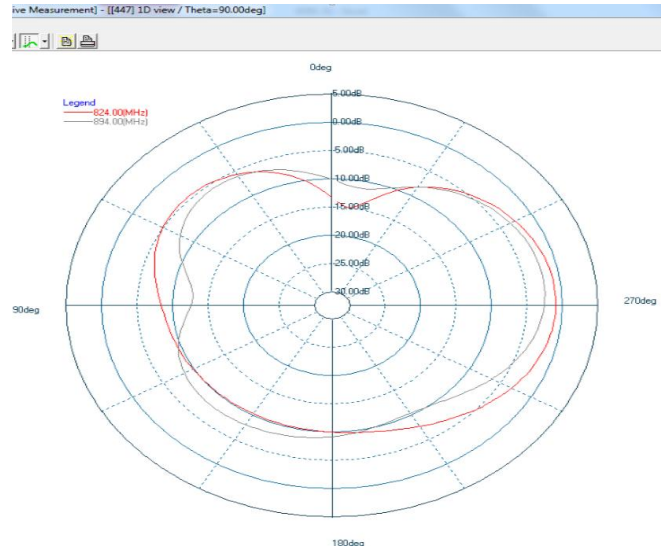 ive Measurement] - [[447] 1D view / Theta=90.00deg]
0deg
Legend
824.00(MHz)
894.00(MHz)
5.00dB
0.00dB
-5.00dB
-10.00dB
-15.00dB
-20.00dB
-25.00dB
-30.00dB
90deg
270deg
180deg